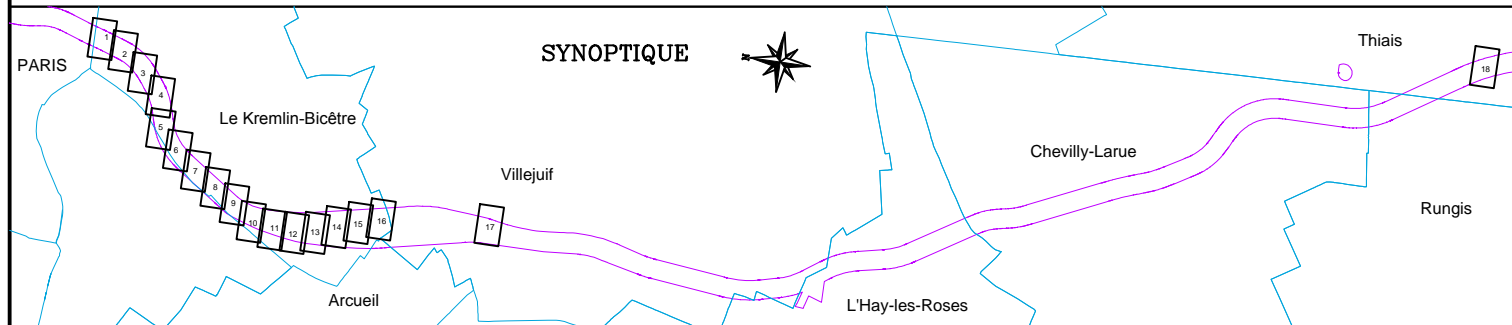 SYNOPTIQUE
N
PARIS
Le Kremlin-Bicêtre
Villejuif
Arcueil
L'Hay-les-Roses
Chevilly-Larue
Thiais
Rungis
1
2
3
4
5
6
7
8
9
10
11
12
13
14
15
16
17
18